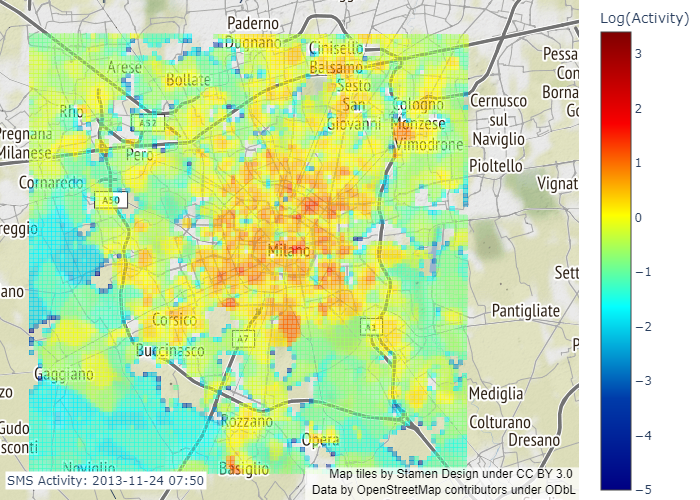 Paderno
Dugnano
Cinisello
Balsamo
Arese
Bollate
Sesto
San
Giovanni
Rho
A52
Cologno
Monzese
Cernusco
sul
Naviglio
Pessa
Con
Borna
Go
Pregnana
Milanese
Pero
Vimodrone
Pioltello
Cornaredo
A50
Vignat
reggio
Milano
Sett
ano
Pantigliate
Corsico
A7
A1
Buccinasco
P
Gaggiano
zo
Mediglia
Gudo
sconti
Rozzano
Colturano
Opera
Dresano
Noviglio
Basiglio
SMS Activity: 2013-11-24 07:50
Map tiles by Stamen Design under CC BY 3.0
Data by OpenStreetMap contributors under ODbL
Log(Activity)
3
2
1
0
−1
−2
−3
−4
−5